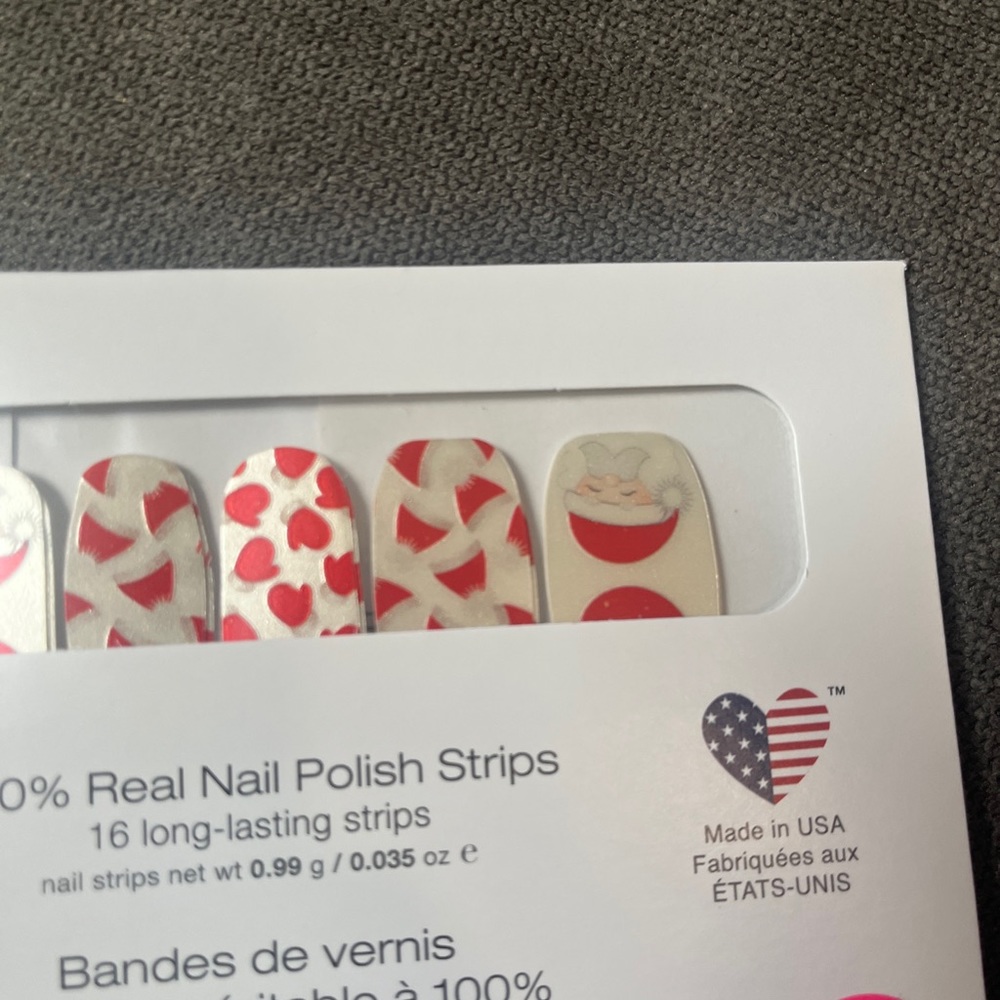 0% Real Nail Polish Strips
16 long-lasting strips
nail strips net wt 0.99 g / 0.035 oz e
TM
Made in USA
Fabriquées aux
ÉTATS-UNIS
Bandes de vernis
à 100%